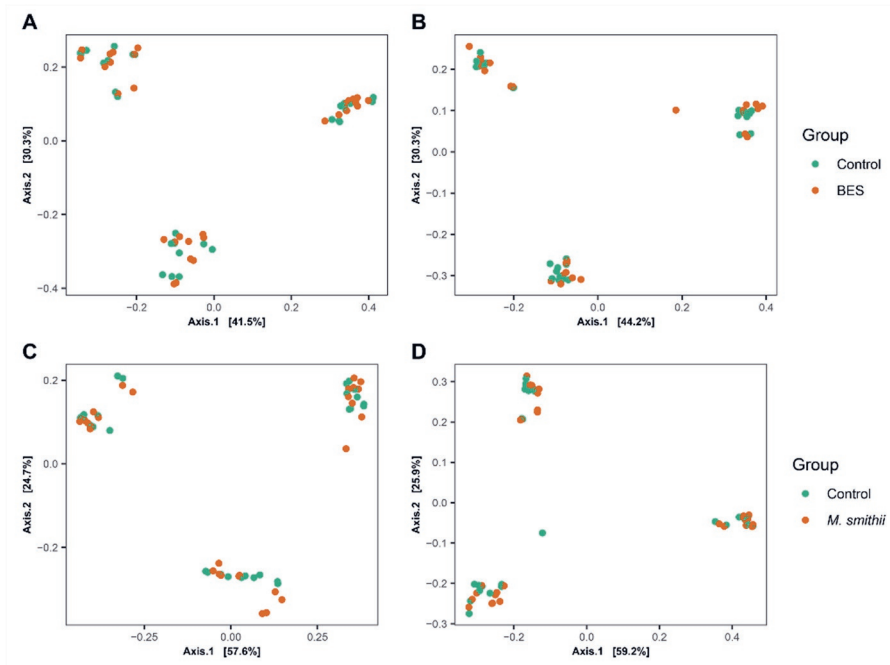 A
0.2
0.0
−0.2
−0.4
−0.2
0.0
0.2
0.4
Axis.2 [30.3%]
Axis.1 [41.5%]
B
0.2
0.1
0.0
−0.1
−0.2
−0.3
−0.2
0.0
0.2
0.4
Axis.2 [30.3%]
Axis.1 [44.2%]
Group
Control
BES
C
0.2
0.0
−0.2
−0.25
0.00
0.25
Axis.2 [24.7%]
Axis.1 [57.6%]
D
0.3
0.2
0.1
0.0
−0.1
−0.2
−0.3
−0.2
0.0
0.2
0.4
Axis.2 [25.9%]
Axis.1 [59.2%]
Group
Control
M. smithii